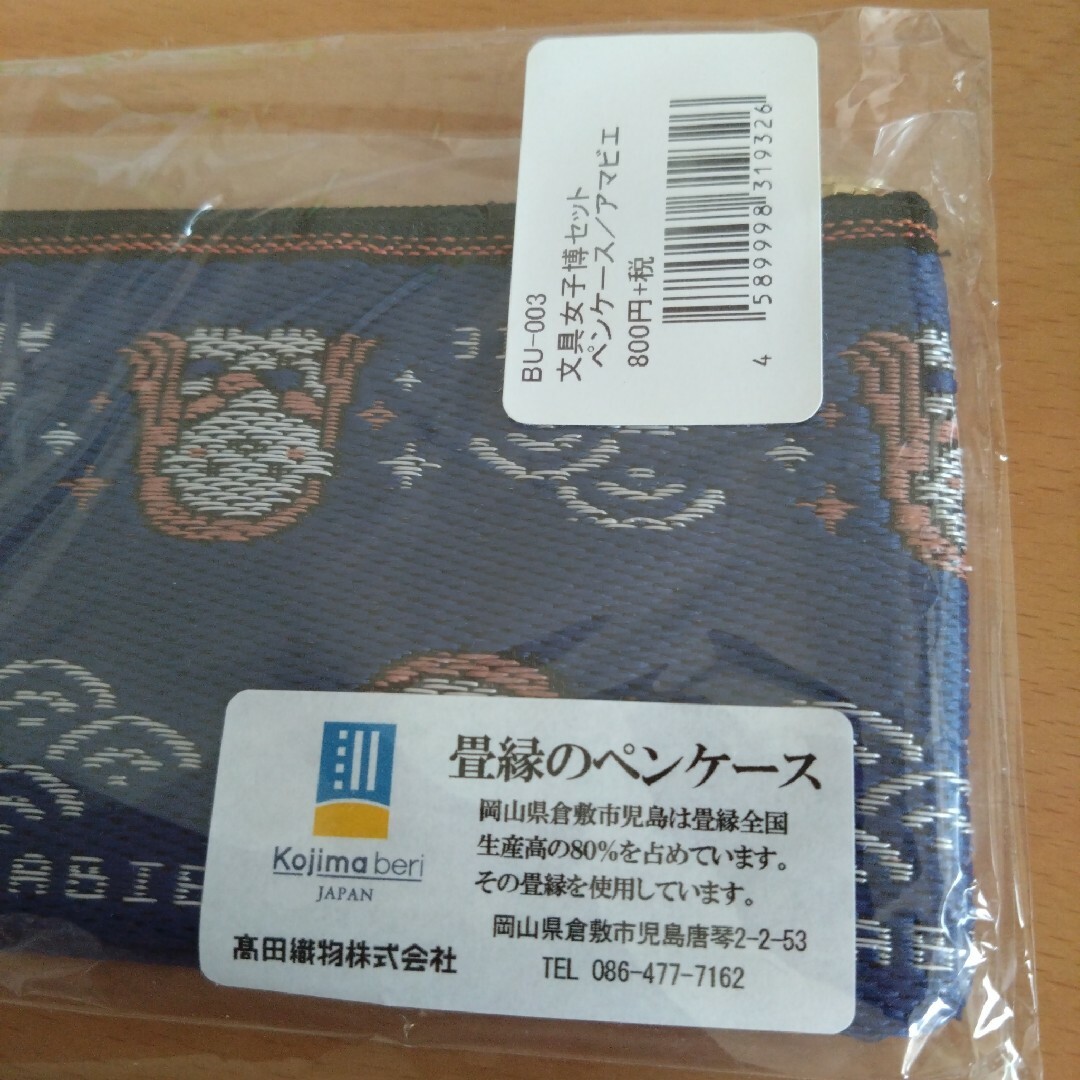 BU-003
文具女子博セット
ペンケース／アマビエ
800円+税
4 589998 319326
畳縁のペンケース
岡山県倉敷市児島は畳縁全国
生産高の80%を占めています。
その畳縁を使用しています。
Kojima beri
JAPAN
岡山県倉敷市児島唐琴2-2-53
髙田織物株式会社
TEL 086-477-7162